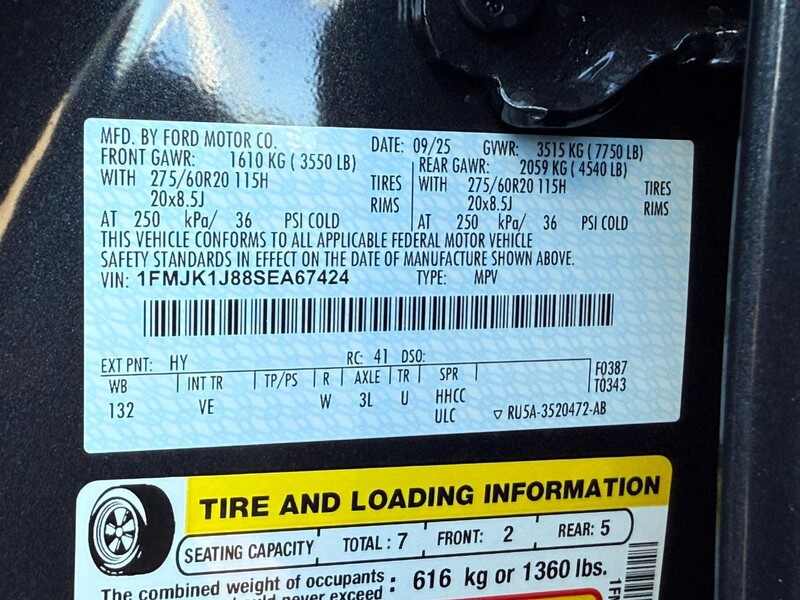 MFD. BY FORD MOTOR CO. DATE: 09/25 GVWR: 3515 KG ( 7750 LB)
FRONT GAWR: 1610 KG ( 3550 LB) REAR GAWR: 2059 KG ( 4540 LB)
WITH 275/60R20 115H TIRES WITH 275/60R20 115H TIRES
20x8.5J RIMS 20x8.5J RIMS
AT 250 kPa/ 36 PSI COLD AT 250 kPa/ 36 PSI COLD
THIS VEHICLE CONFORMS TO ALL APPLICABLE FEDERAL MOTOR VEHICLE
SAFETY STANDARDS IN EFFECT ON THE DATE OF MANUFACTURE SHOWN ABOVE.
VIN: 1FMJK1J88SEA67424 TYPE: MPV
EXT PNT: HY RC: 41 DSO: F0387
WB INT TR TP/PS R AXLE TR SPR T0343
132 VE W 3L U HHCC
ULC ▽ RU5A-3520472-AB
TIRE AND LOADING INFORMATION
SEATING CAPACITY TOTAL : 7 FRONT: 2 REAR: 5
The combined weight of occupants : 616 kg or 1360 lbs.
never exceed
1FM